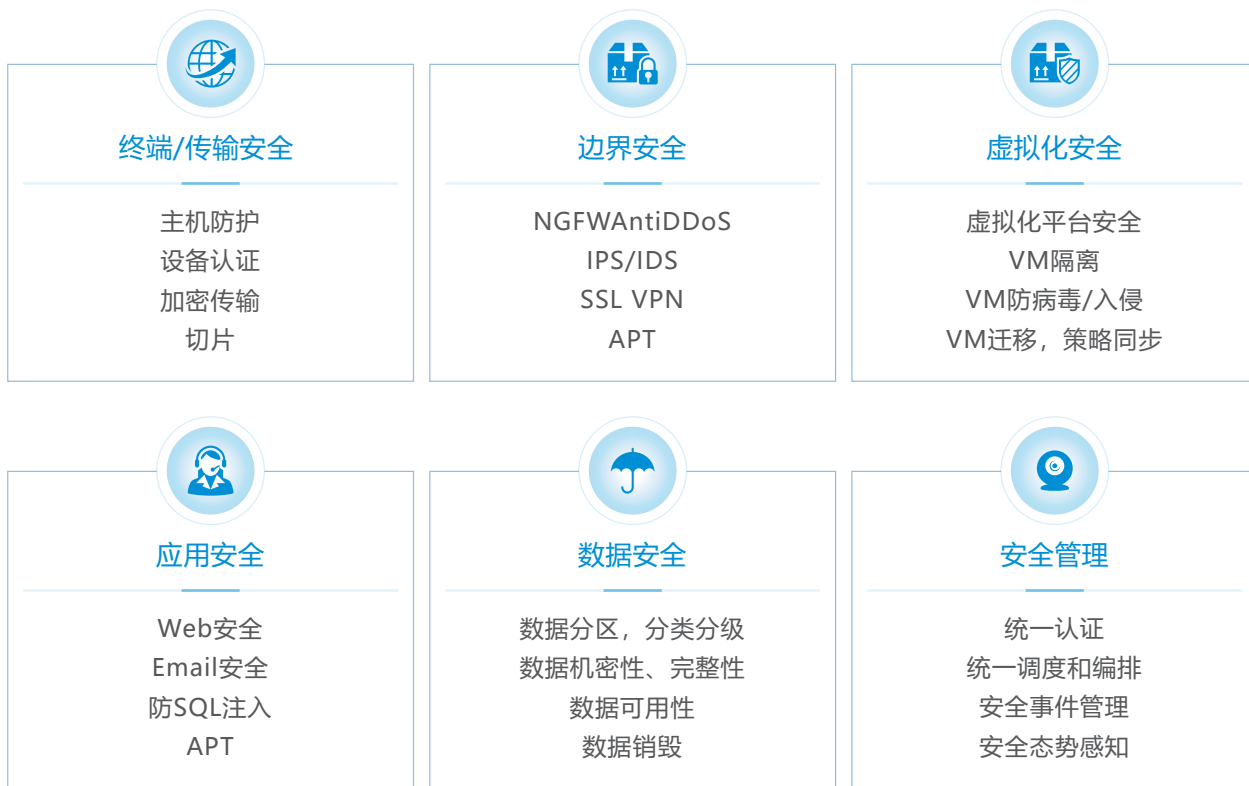 终端/传输安全
主机防护
设备认证
加密传输
切片
边界安全
NGFWAntiDDoS
IPS/IDS
SSL VPN
APT
虚拟化安全
虚拟化平台安全
VM隔离
VM防病毒/入侵
VM迁移，策略同步
应用安全
Web安全
Email安全
防SQL注入
APT
数据安全
数据分区，分类分级
数据机密性、完整性
数据可用性
数据销毁
安全管理
统一认证
统一调度和编排
安全事件管理
安全态势感知